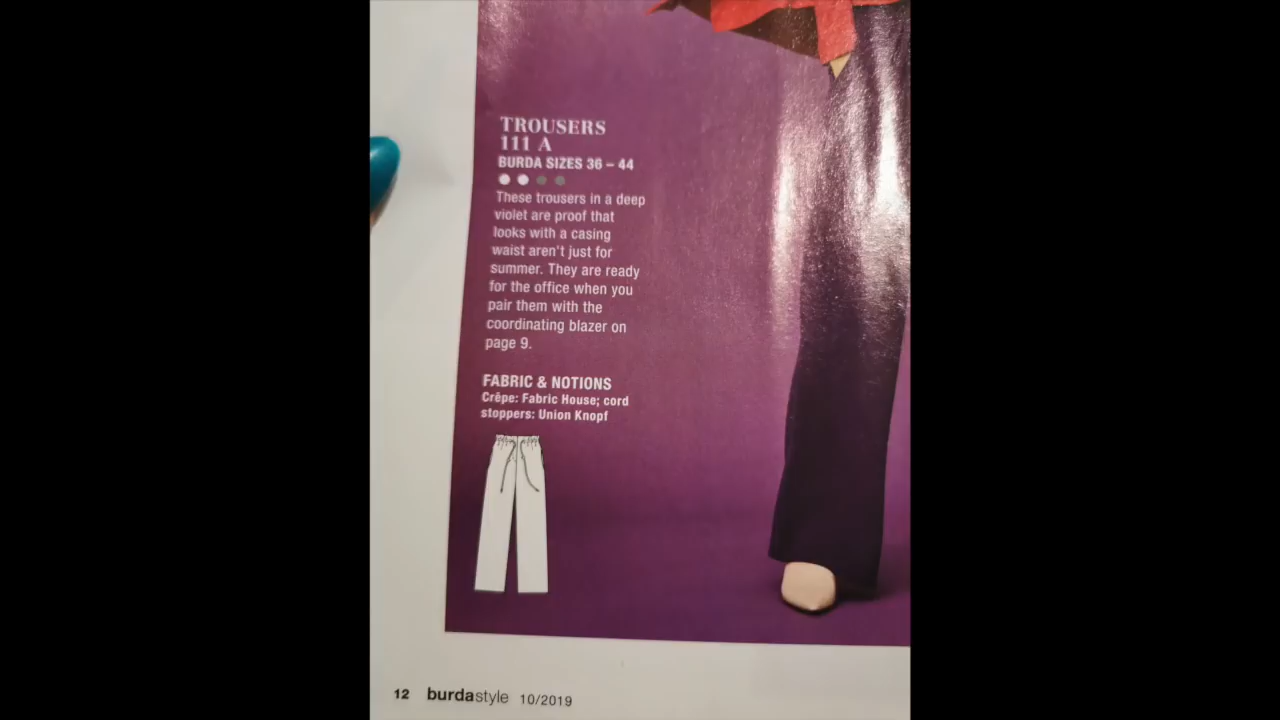 TROUSERS
111 A
BURDA SIZES 36 – 44
These trousers in a deep
violet are proof that
looks with a casing
waist aren't just for
summer. They are ready
for the office when you
pair them with the
coordinating blazer on
page 9.
FABRIC & NOTIONS
Crêpe: Fabric House; cord
stoppers: Union Knopf
12 burdastyle 10/2019